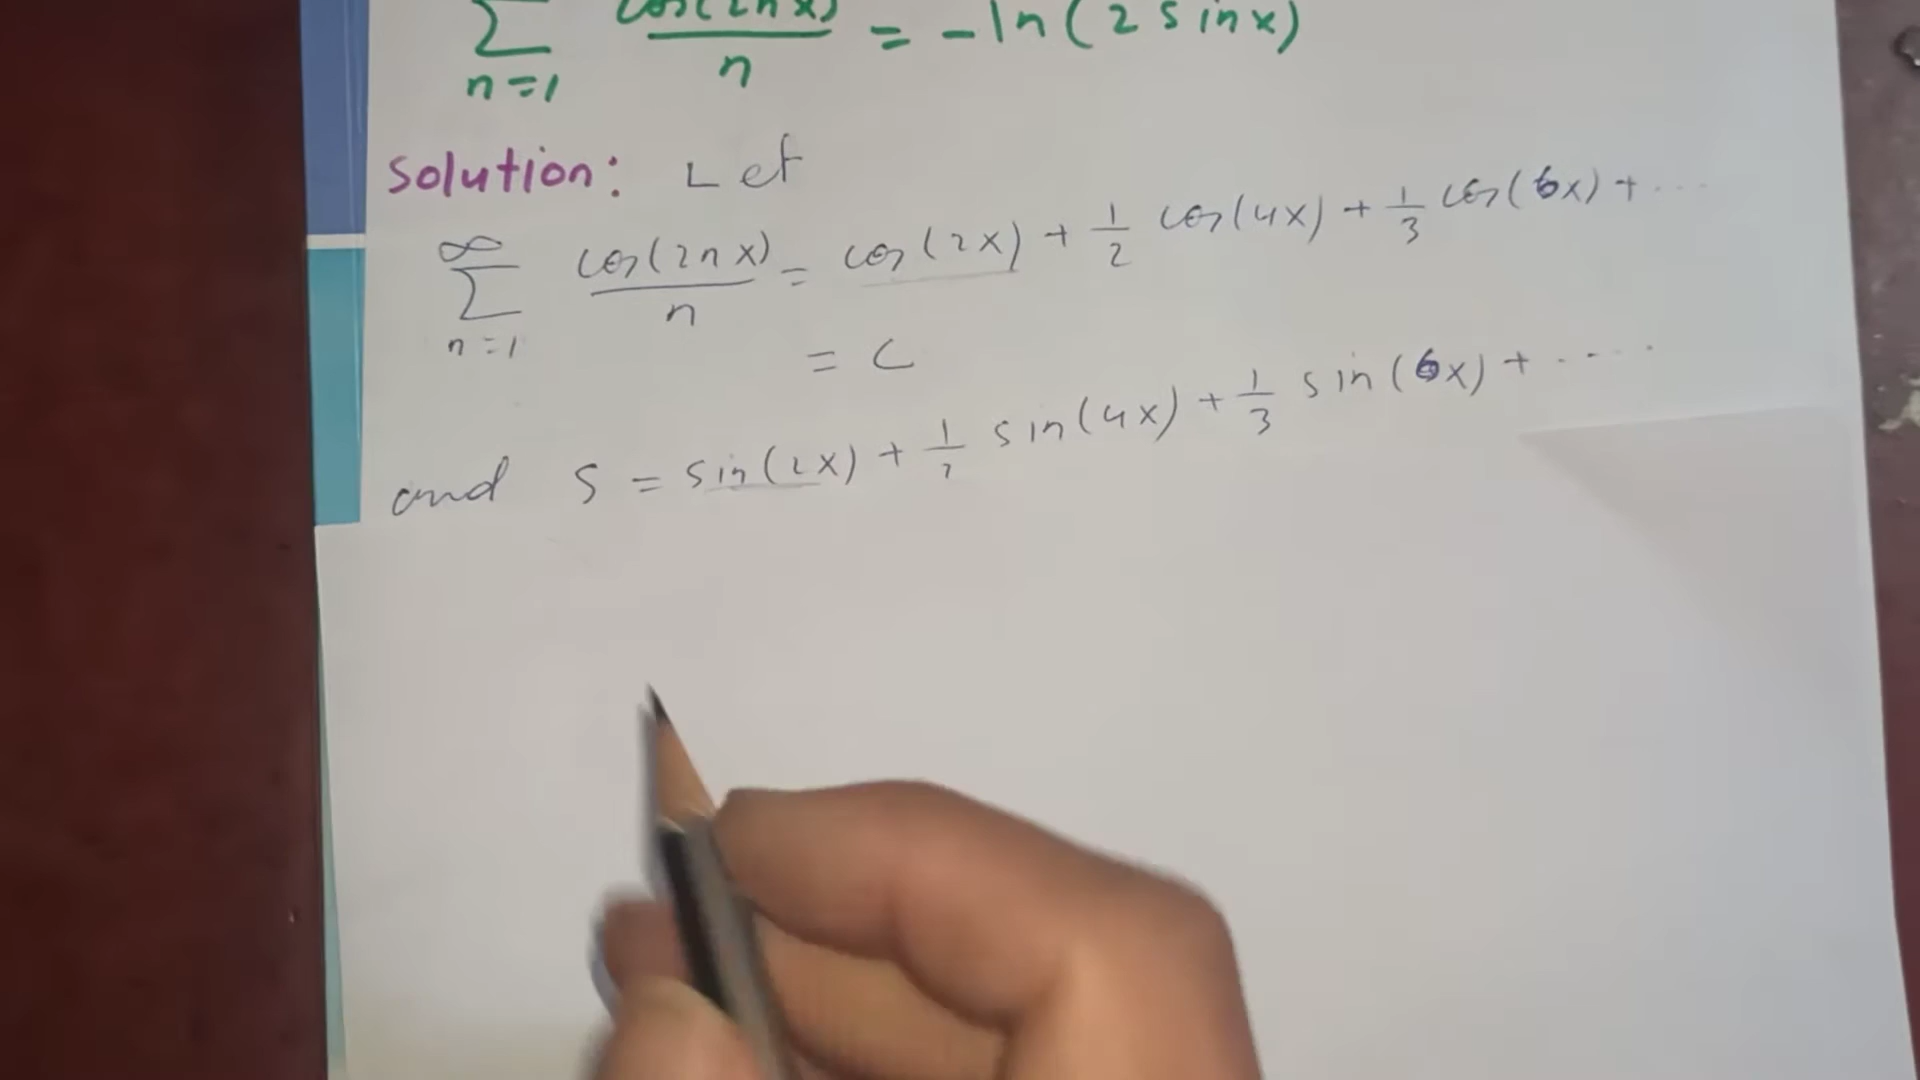 ∑ cos(2nx)/n = -ln(2 sinx)
n=1
solution: Let
∞
∑ cos(2nx)/n = cos(2x) + 1/2 cos(4x) + 1/3 cos(6x) + ....
n=1
= C
and S = sin(2x) + 1/2 sin(4x) + 1/3 sin(6x) + ....